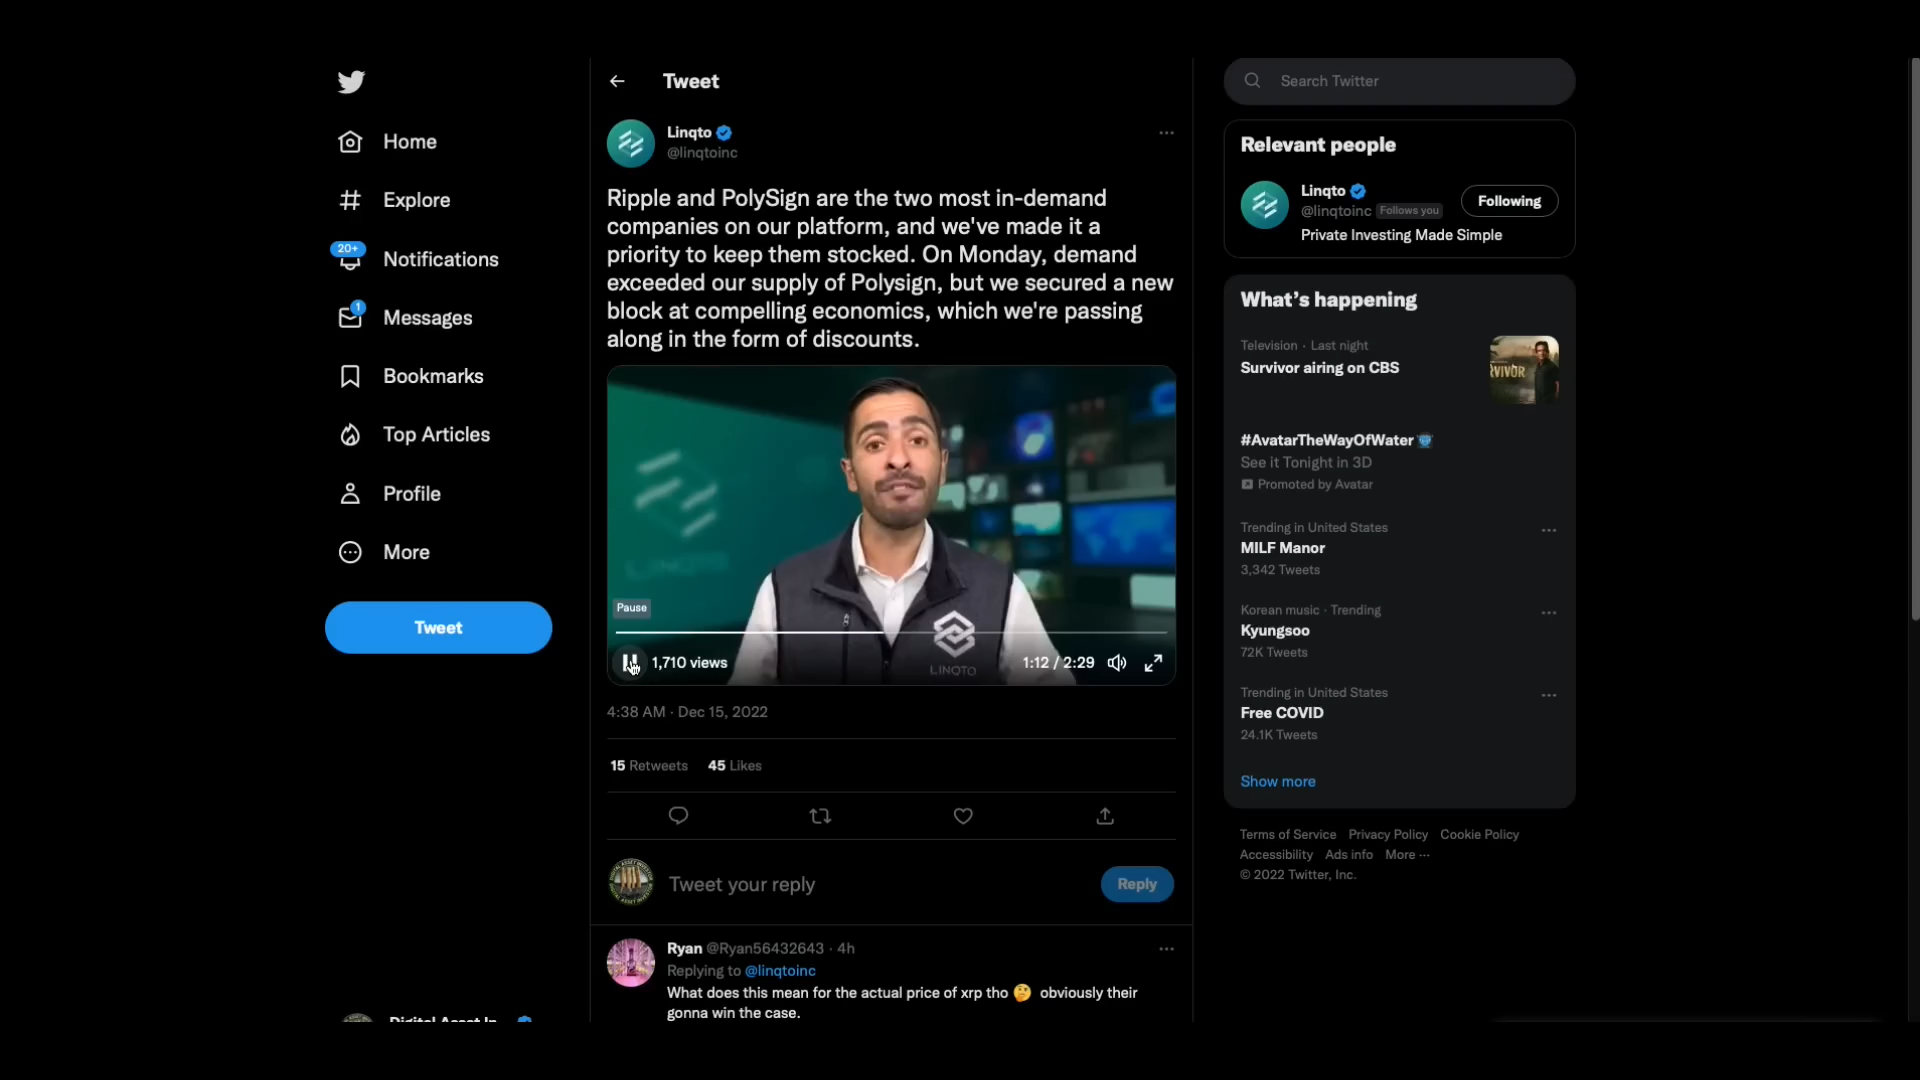 Home
Explore
20+
Notifications
1
Messages
Bookmarks
Top Articles
Profile
More
Tweet
Tweet
Linqto
@linqtoinc
Ripple and PolySign are the two most in-demand
companies on our platform, and we've made it a
priority to keep them stocked. On Monday, demand
exceeded our supply of Polysign, but we secured a new
block at compelling economics, which we're passing
along in the form of discounts.
LINQTO
Pause
LINQTO
1,710 views
1:12 / 2:29
4:38 AM · Dec 15, 2022
15 Retweets 45 Likes
Tweet your reply
Reply
Ryan @Ryan56432643 · 4h
Replying to @linqtoinc
What does this mean for the actual price of xrp tho 🤔 obviously their
gonna win the case.
Search Twitter
Relevant people
Linqto
@linqtoinc Follows you
Following
Private Investing Made Simple
What's happening
Television · Last night
Survivor airing on CBS
RVIVOR
#AvatarTheWayOfWater
See it Tonight in 3D
Promoted by Avatar
Trending in United States
MILF Manor
3,342 Tweets
Korean music · Trending
Kyungsoo
72K Tweets
Trending in United States
Free COVID
24.1K Tweets
Show more
Terms of Service Privacy Policy Cookie Policy
Accessibility Ads info More ···
© 2022 Twitter, Inc.
Digital Asset In